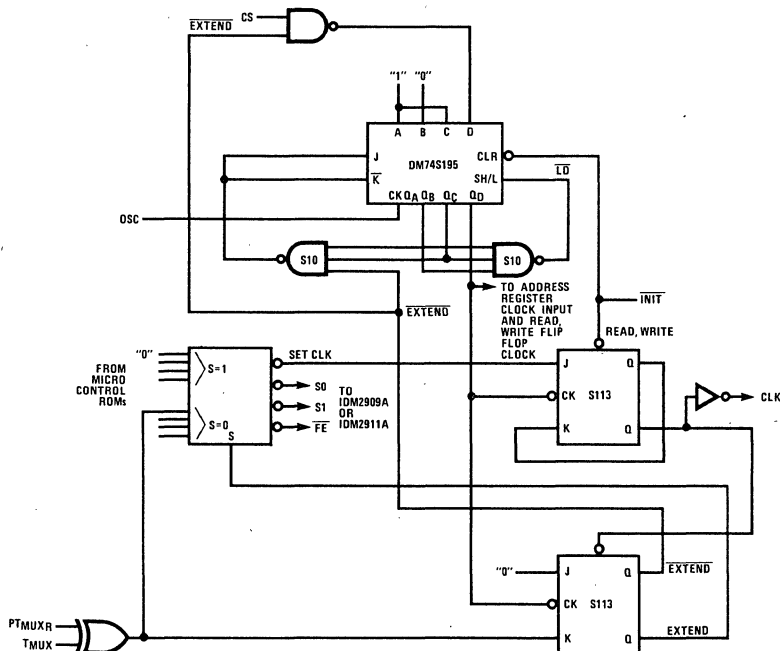 CS
EXTEND
"1" "0"
A B C D
J
DM74S195
CLR
K
SH/L
LD
CK QA QB QC QD
OSC
S10
S10
TO ADDRESS
REGISTER
CLOCK INPUT
AND READ,
WRITE FLIP
FLOP
CLOCK
INIT
EXTEND
READ, WRITE
"0"
FROM
MICRO
CONTROL
ROMs
S=1
SET CLK
S0
TO
IDM2909A
OR
IDM2911A
S1
S=0
S
FE
J
Q
CK
S113
K
Q
CLK
"0"
J
Q
EXTEND
CK
S113
PTMUXR
TMUX
K
Q
EXTEND